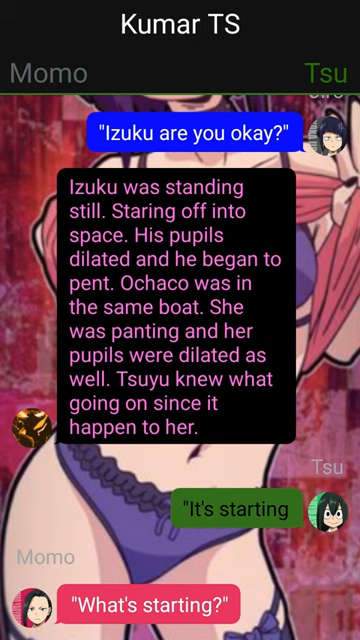 Kumar TS
Momo
Tsu
"Izuku are you okay?"
Izuku was standing
still. Staring off into
space. His pupils
dilated and he began to
pent. Ochaco was in
the same boat. She
was panting and her
pupils were dilated as
well. Tsuyu knew what
going on since it
happen to her.
Tsu
"It's starting
Momo
"What's starting?"